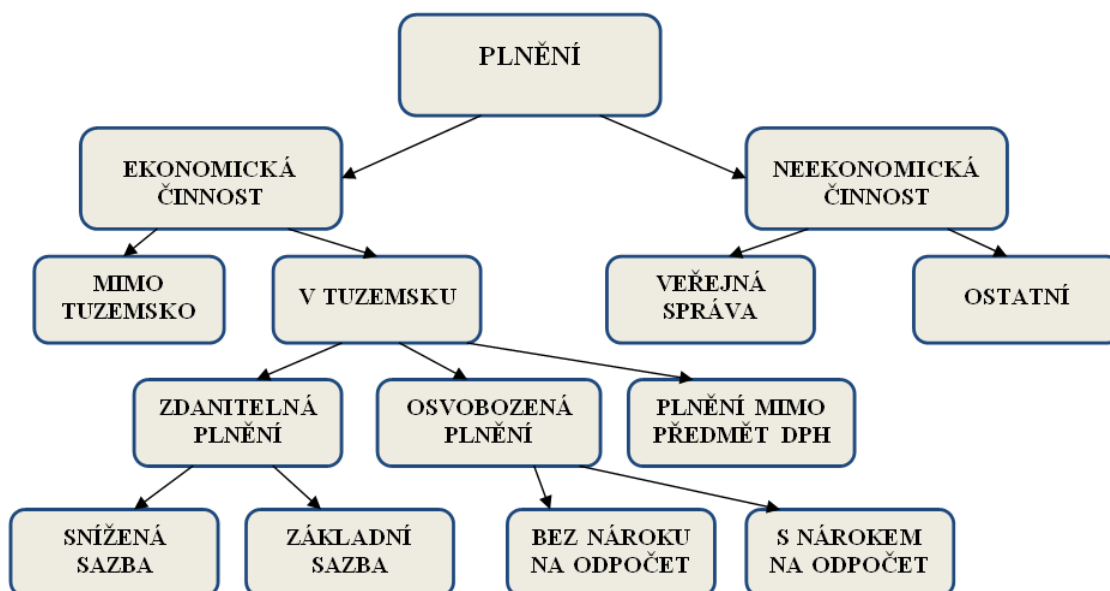 PLNĚNÍ
EKONOMICKÁ
ČINNOST
NEEKONOMICKÁ
ČINNOST
MIMO
TUZEMSKO
V TUZEMSKU
VEŘEJNÁ
SPRÁVA
OSTATNÍ
ZDANITELNÁ
PLNĚNÍ
OSVOBOZENÁ
PLNĚNÍ
PLNĚNÍ MIMO
PŘEDMĚT DPH
SNÍŽENÁ
SAZBA
ZÁKLADNÍ
SAZBA
BEZ NÁROKU
NA ODPOČET
S NÁROKEM
NA ODPOČET